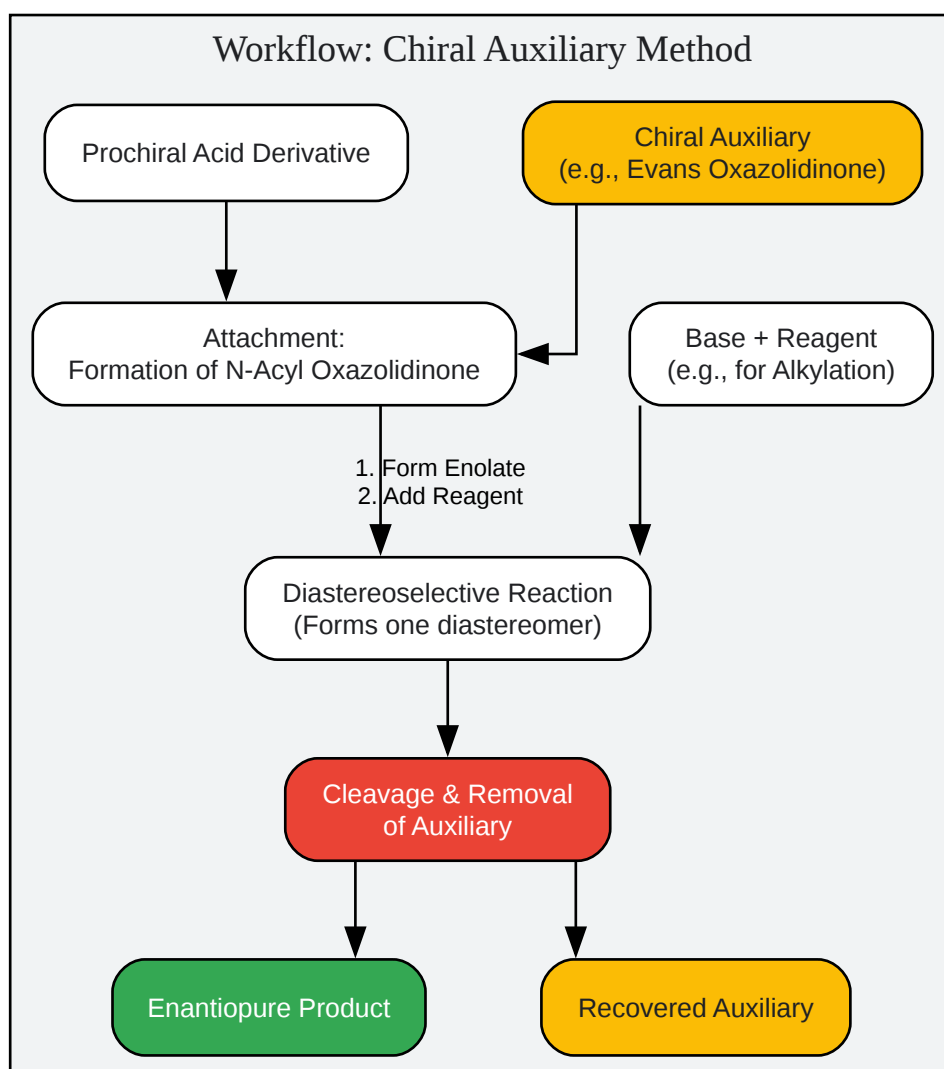 Workflow: Chiral Auxiliary Method
Prochiral Acid Derivative
Chiral Auxiliary
(e.g., Evans Oxazolidinone)
Attachment:
Formation of N-Acyl Oxazolidinone
Base + Reagent
(e.g., for Alkylation)
1. Form Enolate
2. Add Reagent
Diastereoselective Reaction
(Forms one diastereomer)
Cleavage & Removal
of Auxiliary
Enantiopure Product
Recovered Auxiliary